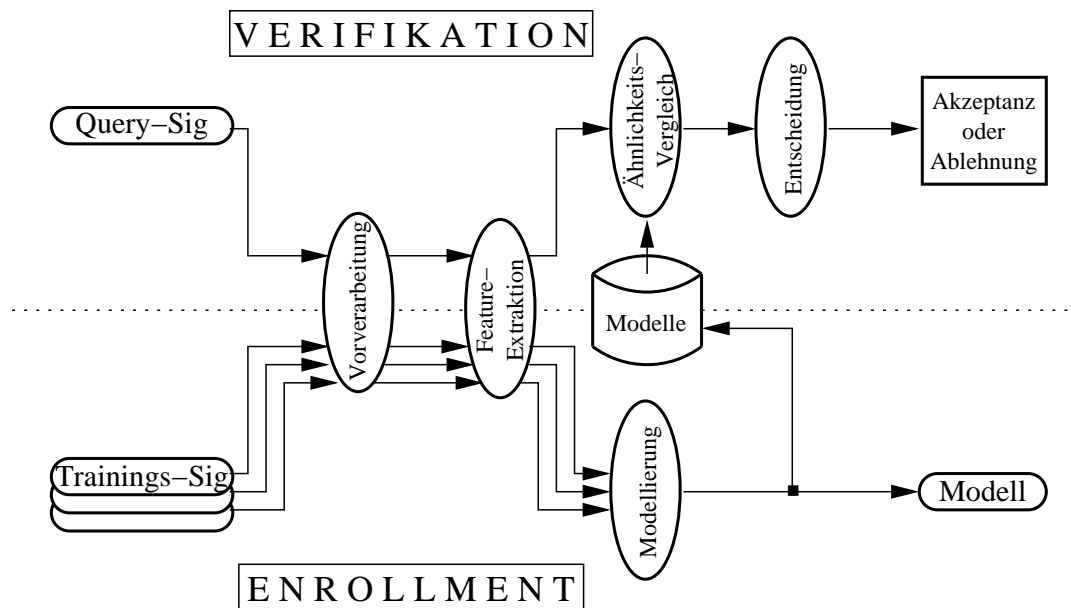 VERIFIKATION
Query–Sig
Ähnlichkeits–
Vergleich
Entscheidung
Akzeptanz
oder
Ablehnung
Vorverarbeitung
Feature–
Extraktion
Modelle
Trainings–Sig
Modellierung
Modell
ENROLLMENT